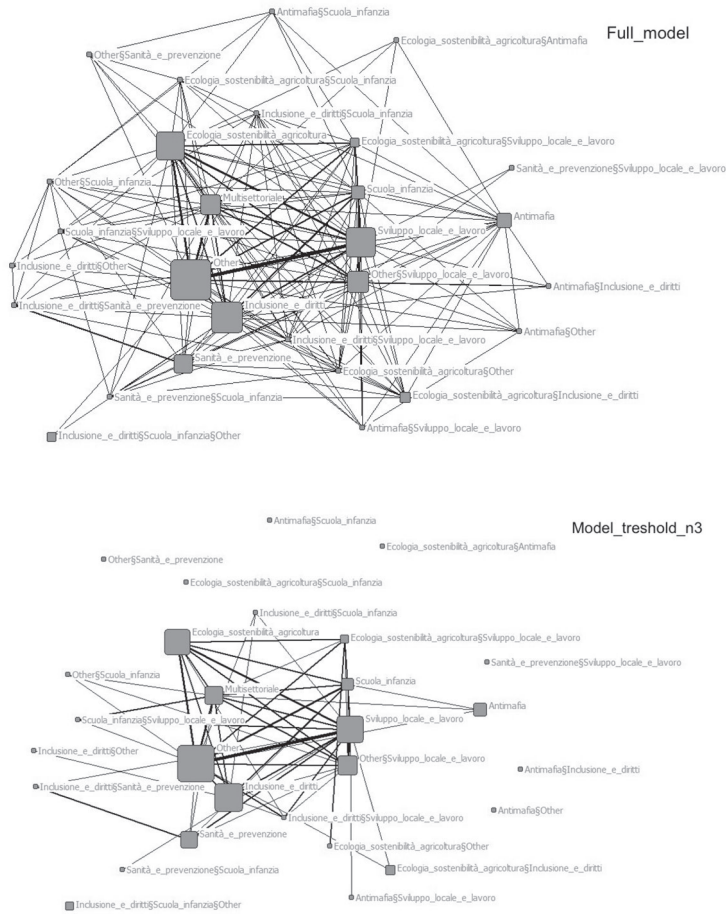 Antimafia§Scuola_infanzia
Full_model
Ecologia_sostenibilità_agricoltura§Antimafia
Other§Sanità_e_prevenzione
Ecologia_sostenibilità_agricoltura§Scuola_infanzia
Inclusione_e_diritti§Scuola_infanzia
Ecologia_sostenibilità_agricoltura
Ecologia_sostenibilità_agricoltura§Sviluppo_locale_e_lavoro
Sanità_e_prevenzione§Sviluppo_locale_e_lavoro
Other§Scuola_infanzia
Scuola_infanzia
Multisettoriale
Antimafia
Scuola_infanzia§Sviluppo_locale_e_lavoro
Sviluppo_locale_e_lavoro
Other
Inclusione_e_diritti§Other
Other§Sviluppo_locale_e_lavoro
Antimafia§Inclusione_e_diritti
Inclusione_e_diritti§Sanità_e_prevenzione
Inclusione_e_diritti
Antimafia§Other
Inclusione_e_diritti§Sviluppo_locale_e_lavoro
Sanità_e_prevenzione
Ecologia_sostenibilità_agricoltura§Other
Sanità_e_prevenzione§Scuola_infanzia
Ecologia_sostenibilità_agricoltura§Inclusione_e_diritti
Antimafia§Sviluppo_locale_e_lavoro
Inclusione_e_diritti§Scuola_infanzia§Other
Antimafia§Scuola_infanzia
Model_treshold_n3
Ecologia_sostenibilità_agricoltura§Antimafia
Other§Sanità_e_prevenzione
Ecologia_sostenibilità_agricoltura§Scuola_infanzia
Inclusione_e_diritti§Scuola_infanzia
Ecologia_sostenibilità_agricoltura
Ecologia_sostenibilità_agricoltura§Sviluppo_locale_e_lavoro
Sanità_e_prevenzione§Sviluppo_locale_e_lavoro
Other§Scuola_infanzia
Scuola_infanzia
Multisettoriale
Antimafia
Scuola_infanzia§Sviluppo_locale_e_lavoro
Sviluppo_locale_e_lavoro
Other
Inclusione_e_diritti§Other
Other§Sviluppo_locale_e_lavoro
Antimafia§Inclusione_e_diritti
Inclusione_e_diritti§Sanità_e_prevenzione
Inclusione_e_diritti
Antimafia§Other
Inclusione_e_diritti§Sviluppo_locale_e_lavoro
Sanità_e_prevenzione
Ecologia_sostenibilità_agricoltura§Other
Sanità_e_prevenzione§Scuola_infanzia
Ecologia_sostenibilità_agricoltura§Inclusione_e_diritti
Antimafia§Sviluppo_locale_e_lavoro
Inclusione_e_diritti§Scuola_infanzia§Other